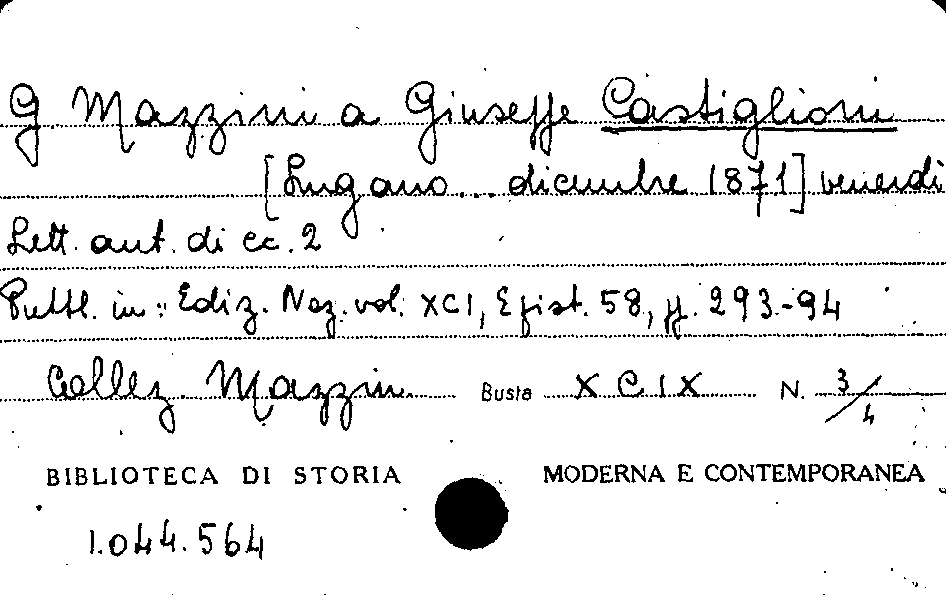 G. Mazzini a Giuseppe Castiglioni
[Lugano... dicembre 1871] venerdi
Lett. aut. di cc. 2
Pubbl. in: Ediz. Naz. vol. XCI, Epist. 58, pp. 293-94
Collez. Mazzini Busta XCIX N. 3/4
BIBLIOTECA DI STORIA MODERNA E CONTEMPORANEA
1.044.564